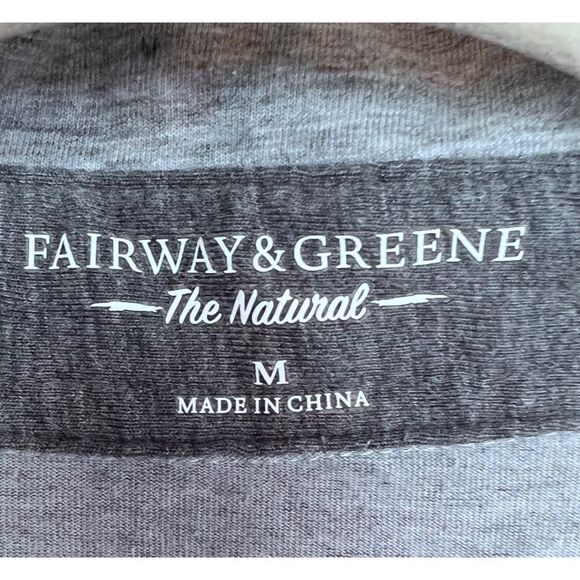 FAIRWAY & GREENE
The Natural
M
MADE IN CHINA